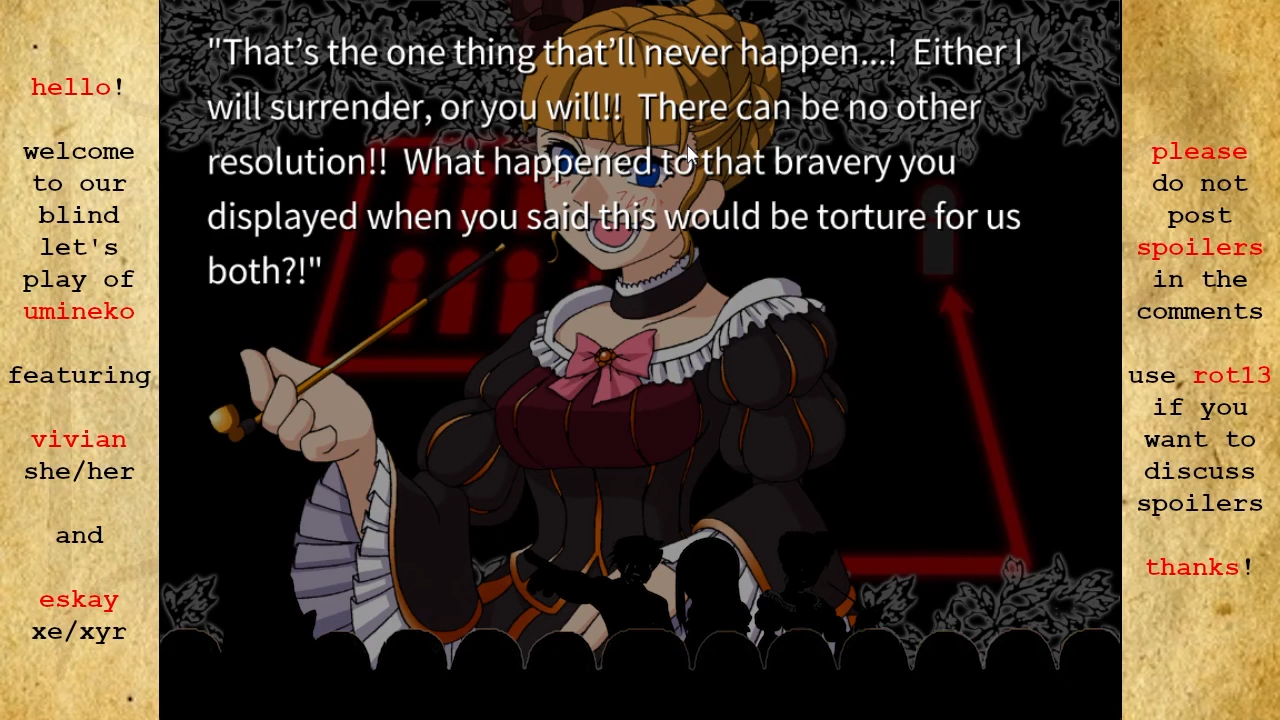 hello!
welcome
to our
blind
let's
play of
umineko
featuring
vivian
she/her
and
eskay
xe/xyr
"That’s the one thing that’ll never happen...!  Either I
will surrender, or you will!!  There can be no other
resolution!!  What happened to that bravery you
displayed when you said this would be torture for us
both?!"
please
do not
post
spoilers
in the
comments
use rot13
if you
want to
discuss
spoilers
thanks!